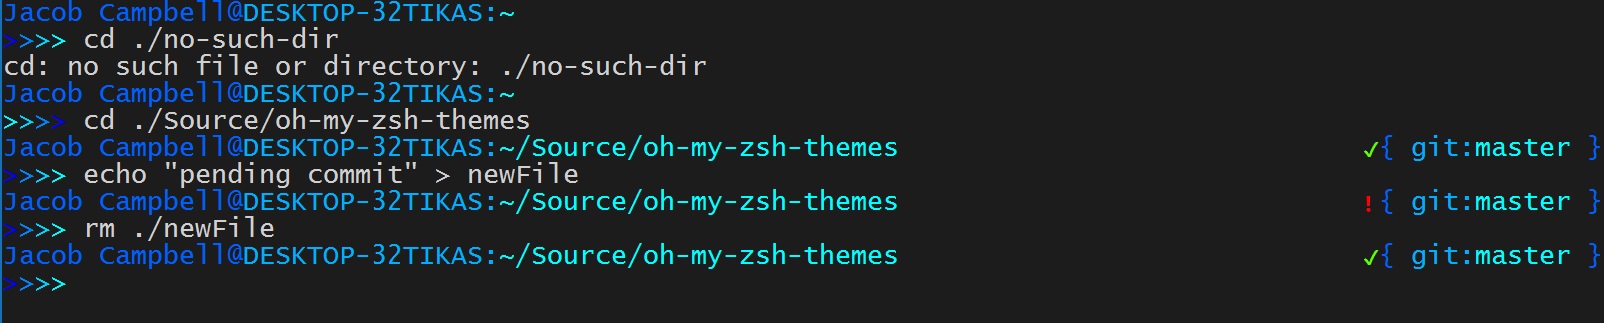 Jacob Campbell@DESKTOP-32TIKAS:~
>>>> cd ./no-such-dir
cd: no such file or directory: ./no-such-dir
Jacob Campbell@DESKTOP-32TIKAS:~
>>>> cd ./Source/oh-my-zsh-themes
Jacob Campbell@DESKTOP-32TIKAS:~/Source/oh-my-zsh-themes ✓{ git:master }
>>>> echo "pending commit" > newFile
Jacob Campbell@DESKTOP-32TIKAS:~/Source/oh-my-zsh-themes !{ git:master }
>>>> rm ./newFile
Jacob Campbell@DESKTOP-32TIKAS:~/Source/oh-my-zsh-themes ✓{ git:master }
>>>>